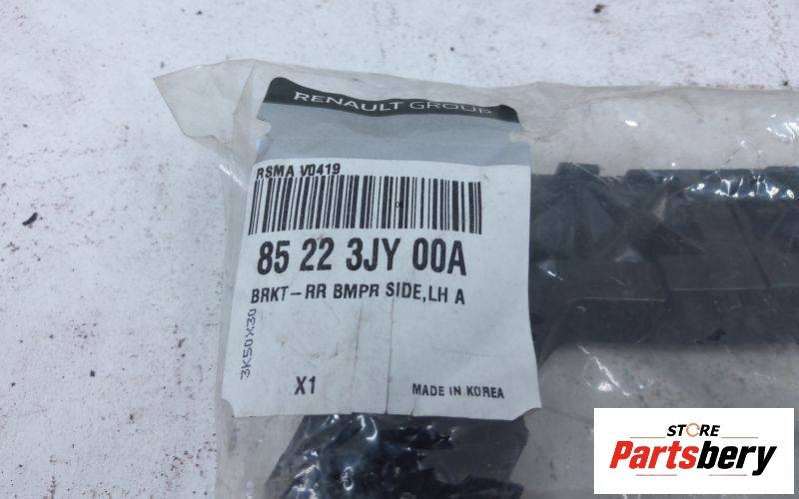 RENAULT GROUP
RSMA V0419
85 22 3JY 00A
BRKT-RR BMPR SIDE,LH A
3K50X30
X1
MADE IN KOREA
STORE
Partsbery